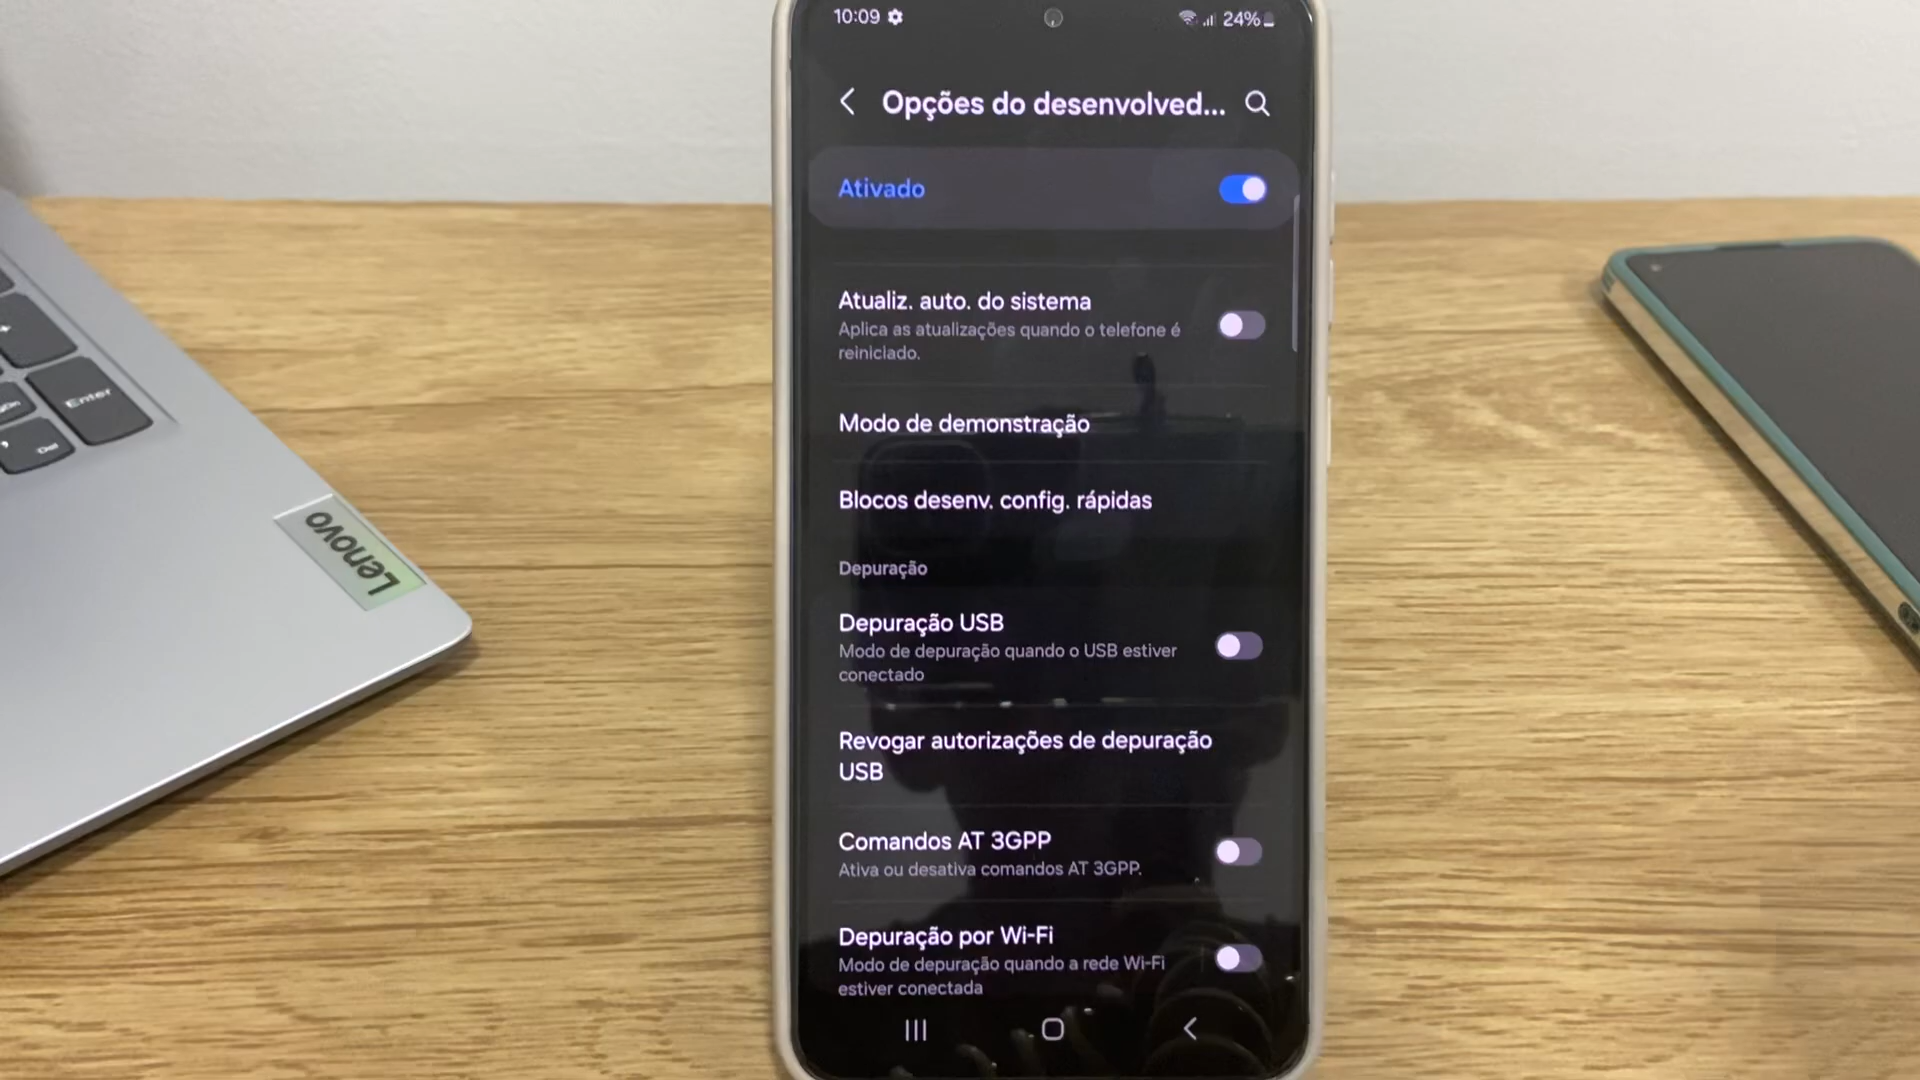 10:09
24%
Opções do desenvolved...
Ativado
Atualiz. auto. do sistema
Aplica as atualizações quando o telefone é
reiniciado.
Modo de demonstração
Blocos desenv. config. rápidas
Depuração
Depuração USB
Modo de depuração quando o USB estiver
conectado
Revogar autorizações de depuração
USB
Comandos AT 3GPP
Ativa ou desativa comandos AT 3GPP.
Depuração por Wi-Fi
Modo de depuração quando a rede Wi-Fi
estiver conectada
Enter
Del
Lenovo